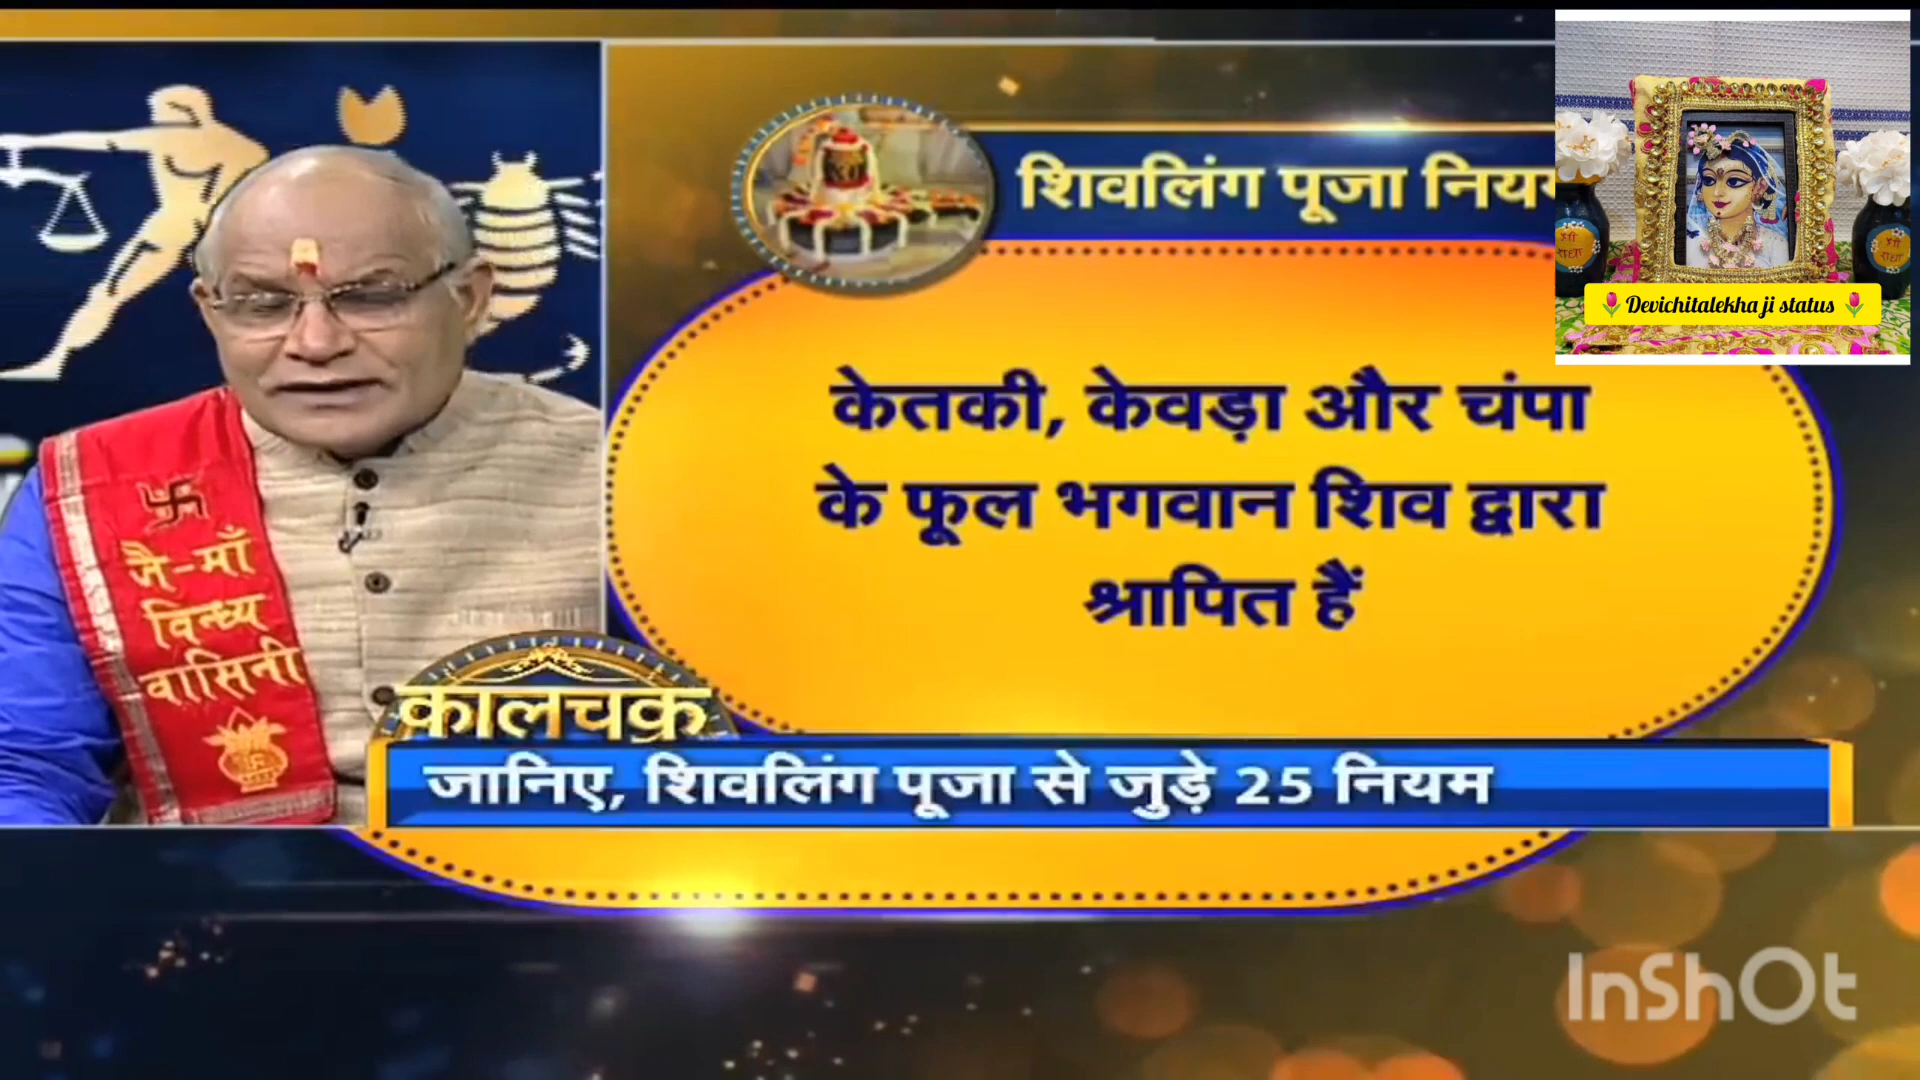 शिवलिंग पूजा नियम
श्री राधा
श्री राधा
🌷 Devichitalekha ji status 🌷
केतकी, केवड़ा और चंपा
के फूल भगवान शिव द्वारा
श्रापित हैं
जै-माँ
विन्ध्य
वासिनी
कालचक्र
जानिए, शिवलिंग पूजा से जुड़े 25 नियम
InShOt